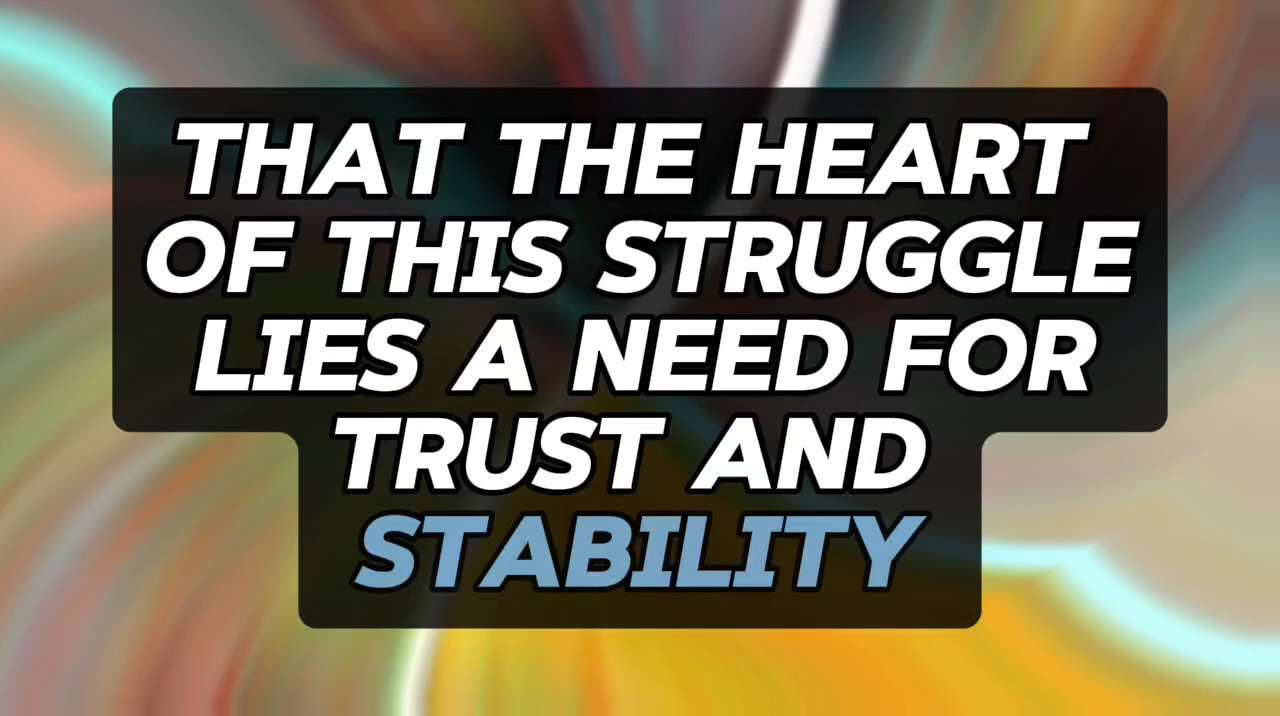 THAT THE HEART
OF THIS STRUGGLE
LIES A NEED FOR
TRUST AND
STABILITY